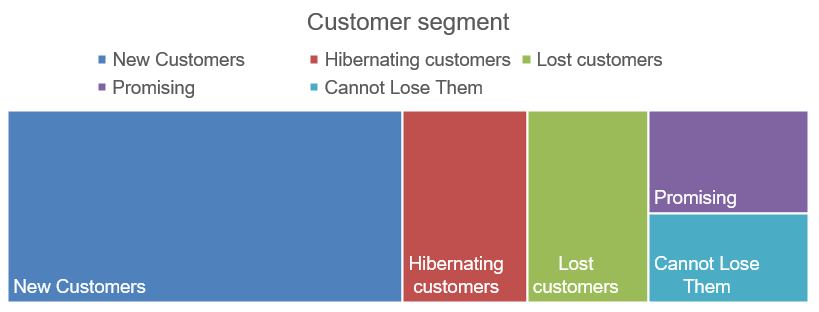 Customer segment
New Customers
Hibernating customers
Lost customers
Promising
Cannot Lose Them
New Customers
Hibernating
customers
Lost
customers
Promising
Cannot Lose
Them